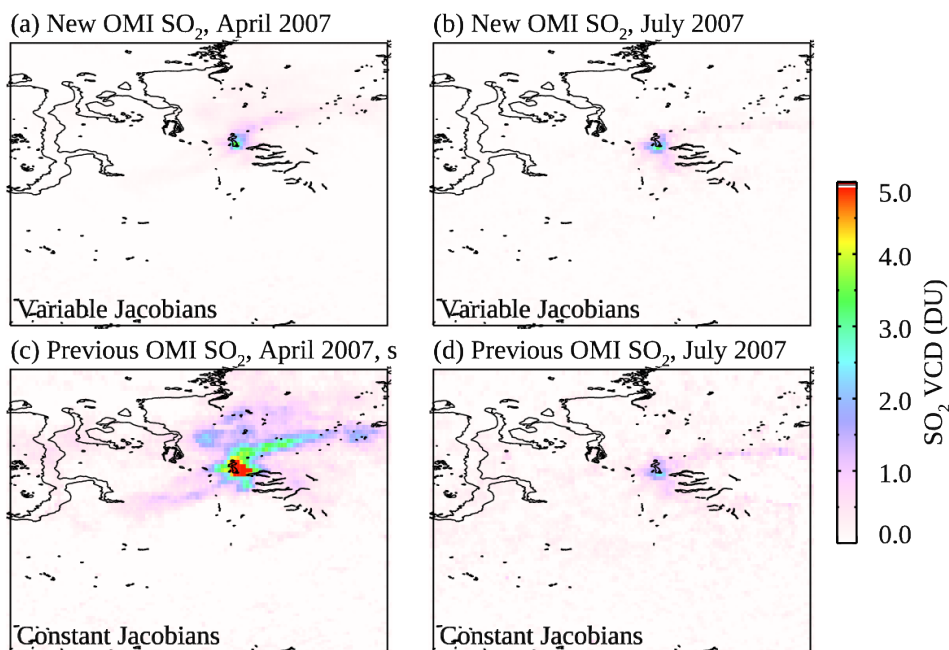 (a) New OMI SO₂, April 2007
(b) New OMI SO₂, July 2007
Variable Jacobians
Variable Jacobians
(c) Previous OMI SO₂, April 2007, s
(d) Previous OMI SO₂, July 2007
Constant Jacobians
Constant Jacobians
5.0
4.0
3.0
2.0
1.0
0.0
SO₂ VCD (DU)